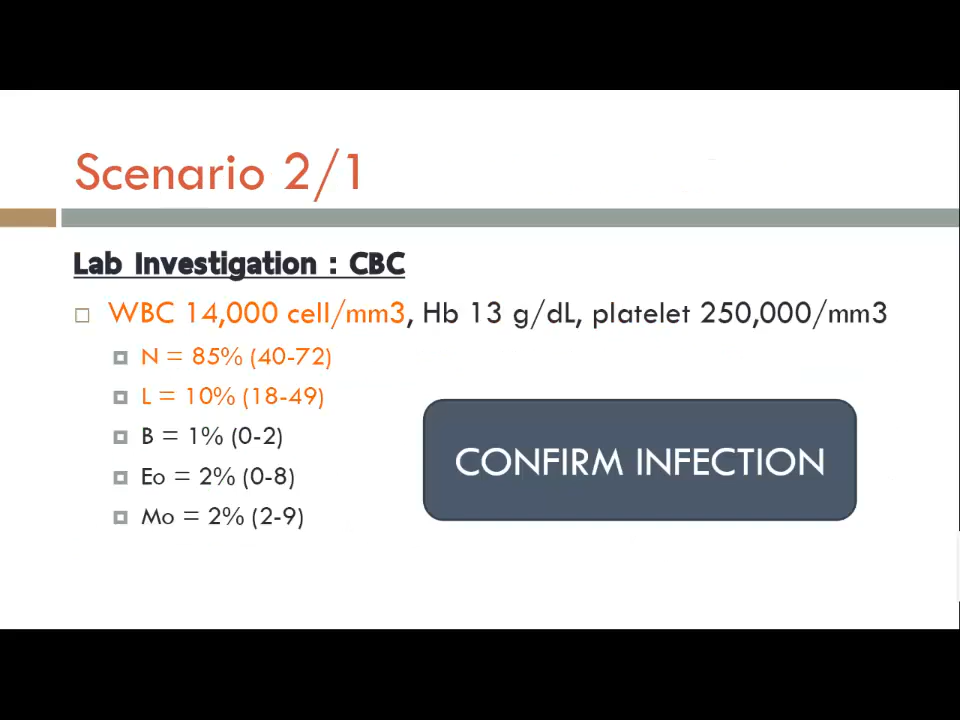 Scenario 2/1
Lab Investigation : CBC
WBC 14,000 cell/mm3, Hb 13 g/dL, platelet 250,000/mm3
N = 85% (40-72)
L = 10% (18-49)
B = 1% (0-2)
Eo = 2% (0-8)
Mo = 2% (2-9)
CONFIRM INFECTION